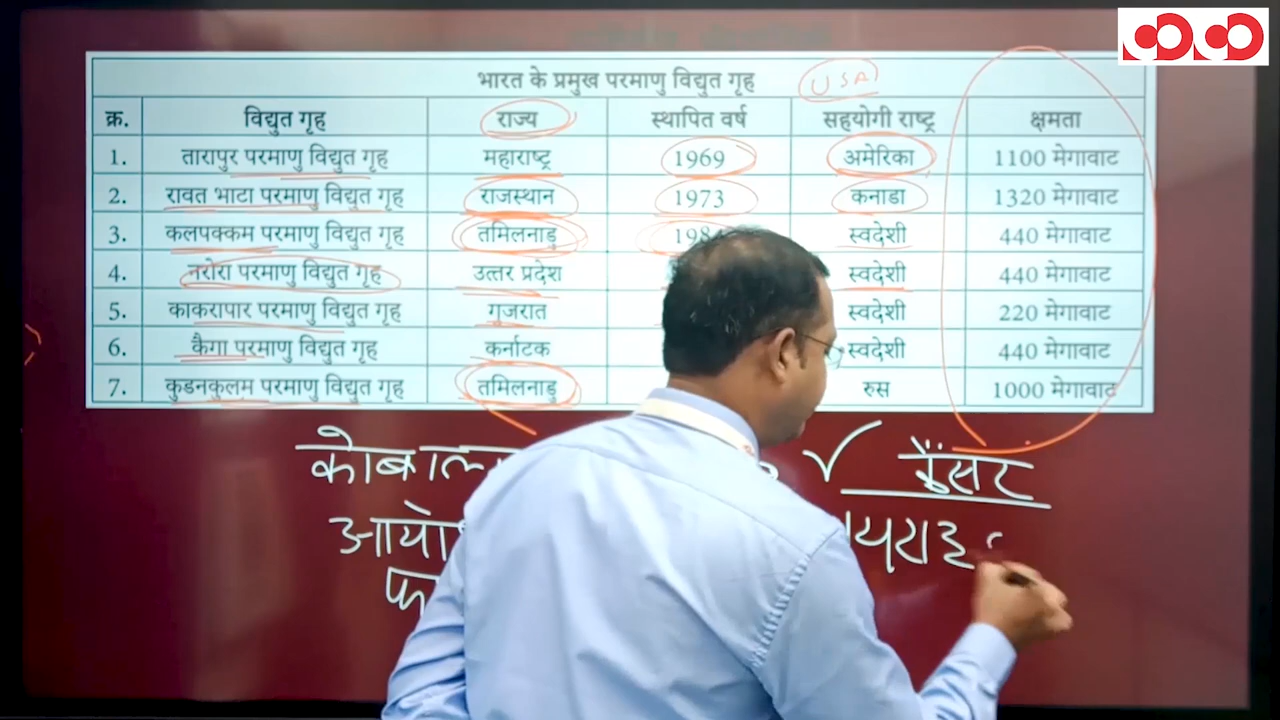 भारत के प्रमुख परमाणु विद्युत गृह USA
क्र. विद्युत गृह राज्य स्थापित वर्ष सहयोगी राष्ट्र क्षमता
1. तारापुर परमाणु विद्युत गृह महाराष्ट्र 1969 अमेरिका 1100 मेगावाट
2. रावत भाटा परमाणु विद्युत गृह राजस्थान 1973 कनाडा 1320 मेगावाट
3. कलपक्कम परमाणु विद्युत गृह तमिलनाडु स्वदेशी 440 मेगावाट
4. नरोरा परमाणु विद्युत गृह उत्तर प्रदेश स्वदेशी 440 मेगावाट
5. काकरापार परमाणु विद्युत गृह गुजरात स्वदेशी 220 मेगावाट
6. कैगा परमाणु विद्युत गृह कर्नाटक स्वदेशी 440 मेगावाट
7. कुडनकुलम परमाणु विद्युत गृह तमिलनाडु रुस 1000 मेगावाट
कैंसर